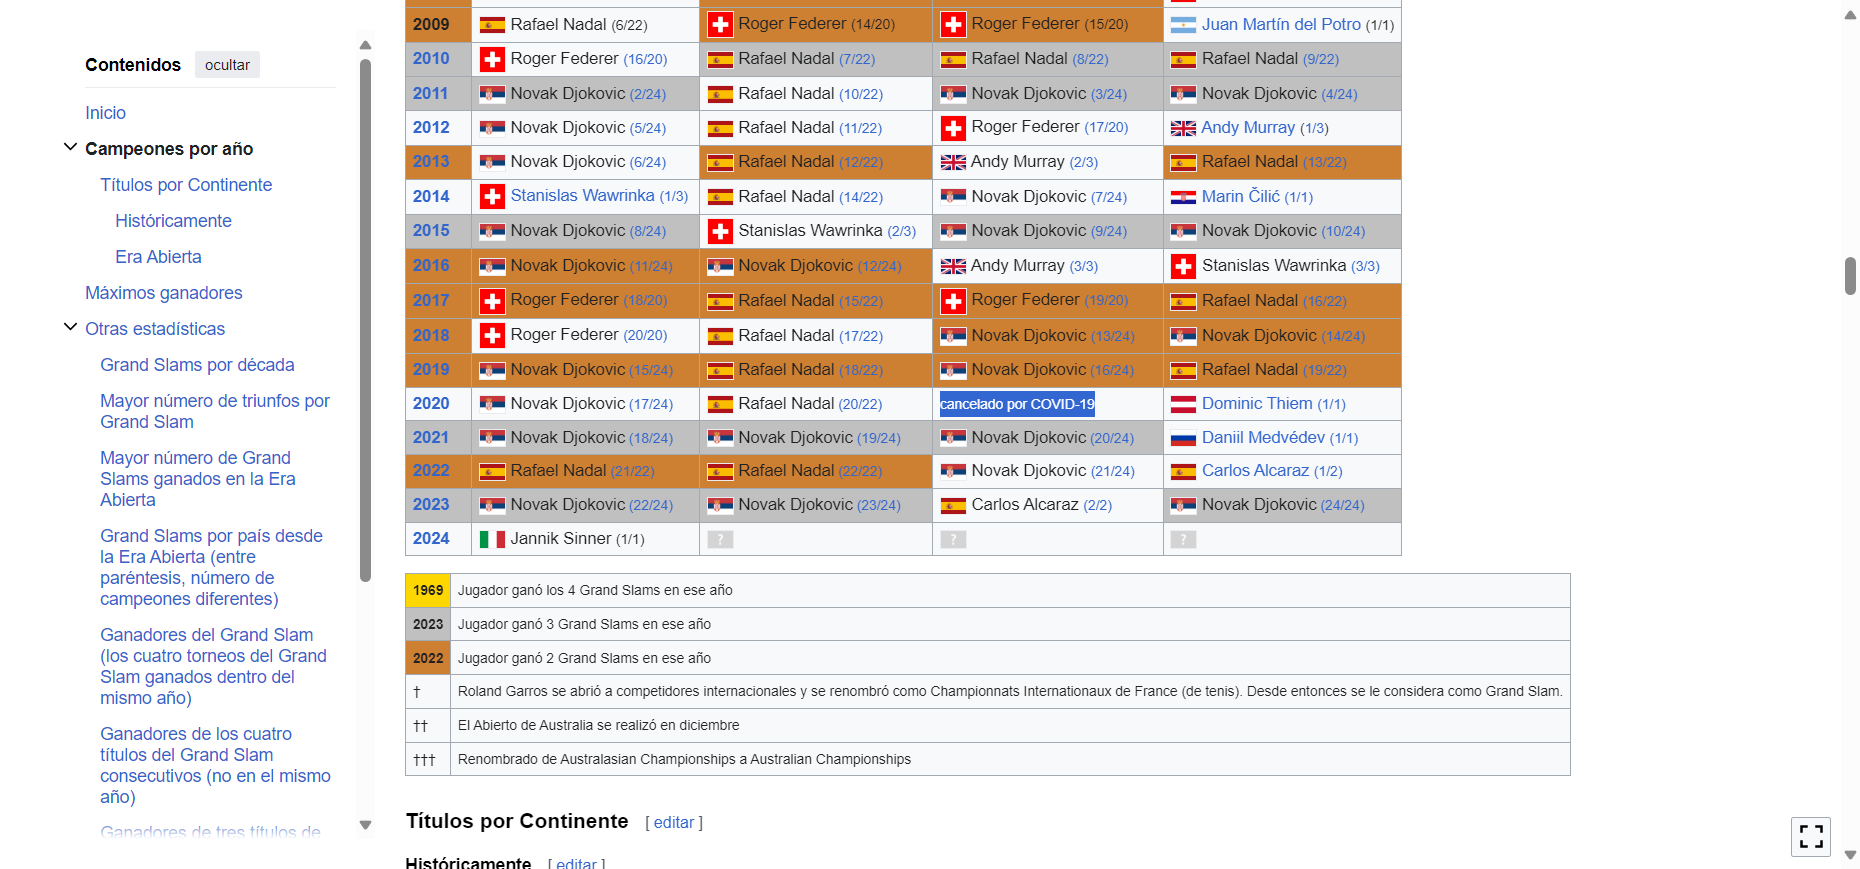 Contenidos ocultar
Inicio
Campeones por año
Títulos por Continente
Históricamente
Era Abierta
Máximos ganadores
Otras estadísticas
Grand Slams por década
Mayor número de triunfos por
Grand Slam
Mayor número de Grand
Slams ganados en la Era
Abierta
Grand Slams por país desde
la Era Abierta (entre
paréntesis, número de
campeones diferentes)
Ganadores del Grand Slam
(los cuatro torneos del Grand
Slam ganados dentro del
mismo año)
Ganadores de los cuatro
títulos del Grand Slam
consecutivos (no en el mismo
año)
Ganadores de tres títulos de
2009 Rafael Nadal (6/22) Roger Federer (14/20) Roger Federer (15/20) Juan Martín del Potro (1/1)
2010 Roger Federer (16/20) Rafael Nadal (7/22) Rafael Nadal (8/22) Rafael Nadal (9/22)
2011 Novak Djokovic (2/24) Rafael Nadal (10/22) Novak Djokovic (3/24) Novak Djokovic (4/24)
2012 Novak Djokovic (5/24) Rafael Nadal (11/22) Roger Federer (17/20) Andy Murray (1/3)
2013 Novak Djokovic (6/24) Rafael Nadal (12/22) Andy Murray (2/3) Rafael Nadal (13/22)
2014 Stanislas Wawrinka (1/3) Rafael Nadal (14/22) Novak Djokovic (7/24) Marin Čilić (1/1)
2015 Novak Djokovic (8/24) Stanislas Wawrinka (2/3) Novak Djokovic (9/24) Novak Djokovic (10/24)
2016 Novak Djokovic (11/24) Novak Djokovic (12/24) Andy Murray (3/3) Stanislas Wawrinka (3/3)
2017 Roger Federer (18/20) Rafael Nadal (15/22) Roger Federer (19/20) Rafael Nadal (16/22)
2018 Roger Federer (20/20) Rafael Nadal (17/22) Novak Djokovic (13/24) Novak Djokovic (14/24)
2019 Novak Djokovic (15/24) Rafael Nadal (18/22) Novak Djokovic (16/24) Rafael Nadal (19/22)
2020 Novak Djokovic (17/24) Rafael Nadal (20/22) cancelado por COVID-19 Dominic Thiem (1/1)
2021 Novak Djokovic (18/24) Novak Djokovic (19/24) Novak Djokovic (20/24) Daniil Medvédev (1/1)
2022 Rafael Nadal (21/22) Rafael Nadal (22/22) Novak Djokovic (21/24) Carlos Alcaraz (1/2)
2023 Novak Djokovic (22/24) Novak Djokovic (23/24) Carlos Alcaraz (2/2) Novak Djokovic (24/24)
2024 Jannik Sinner (1/1) ? ? ?
1969 Jugador ganó los 4 Grand Slams en ese año
2023 Jugador ganó 3 Grand Slams en ese año
2022 Jugador ganó 2 Grand Slams en ese año
† Roland Garros se abrió a competidores internacionales y se renombró como Championnats Internationaux de France (de tenis). Desde entonces se le considera como Grand Slam.
†† El Abierto de Australia se realizó en diciembre
††† Renombrado de Australasian Championships a Australian Championships
Títulos por Continente [ editar ]
Históricamente [ editar ]